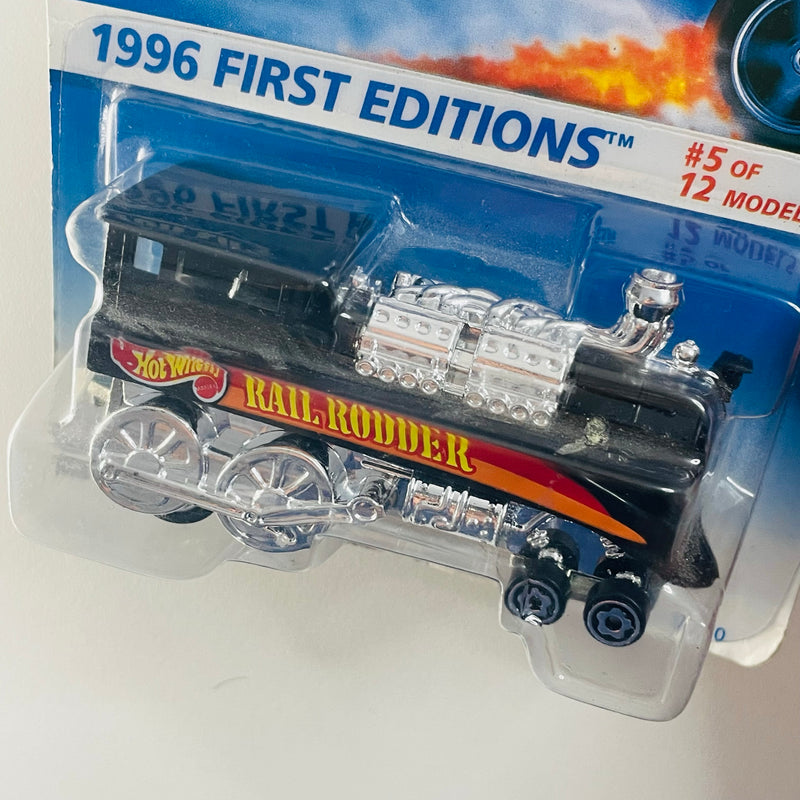 1996 FIRST EDITIONS™
#5 OF
12 MODEL
HOT WHEELS
RAIL RODDER